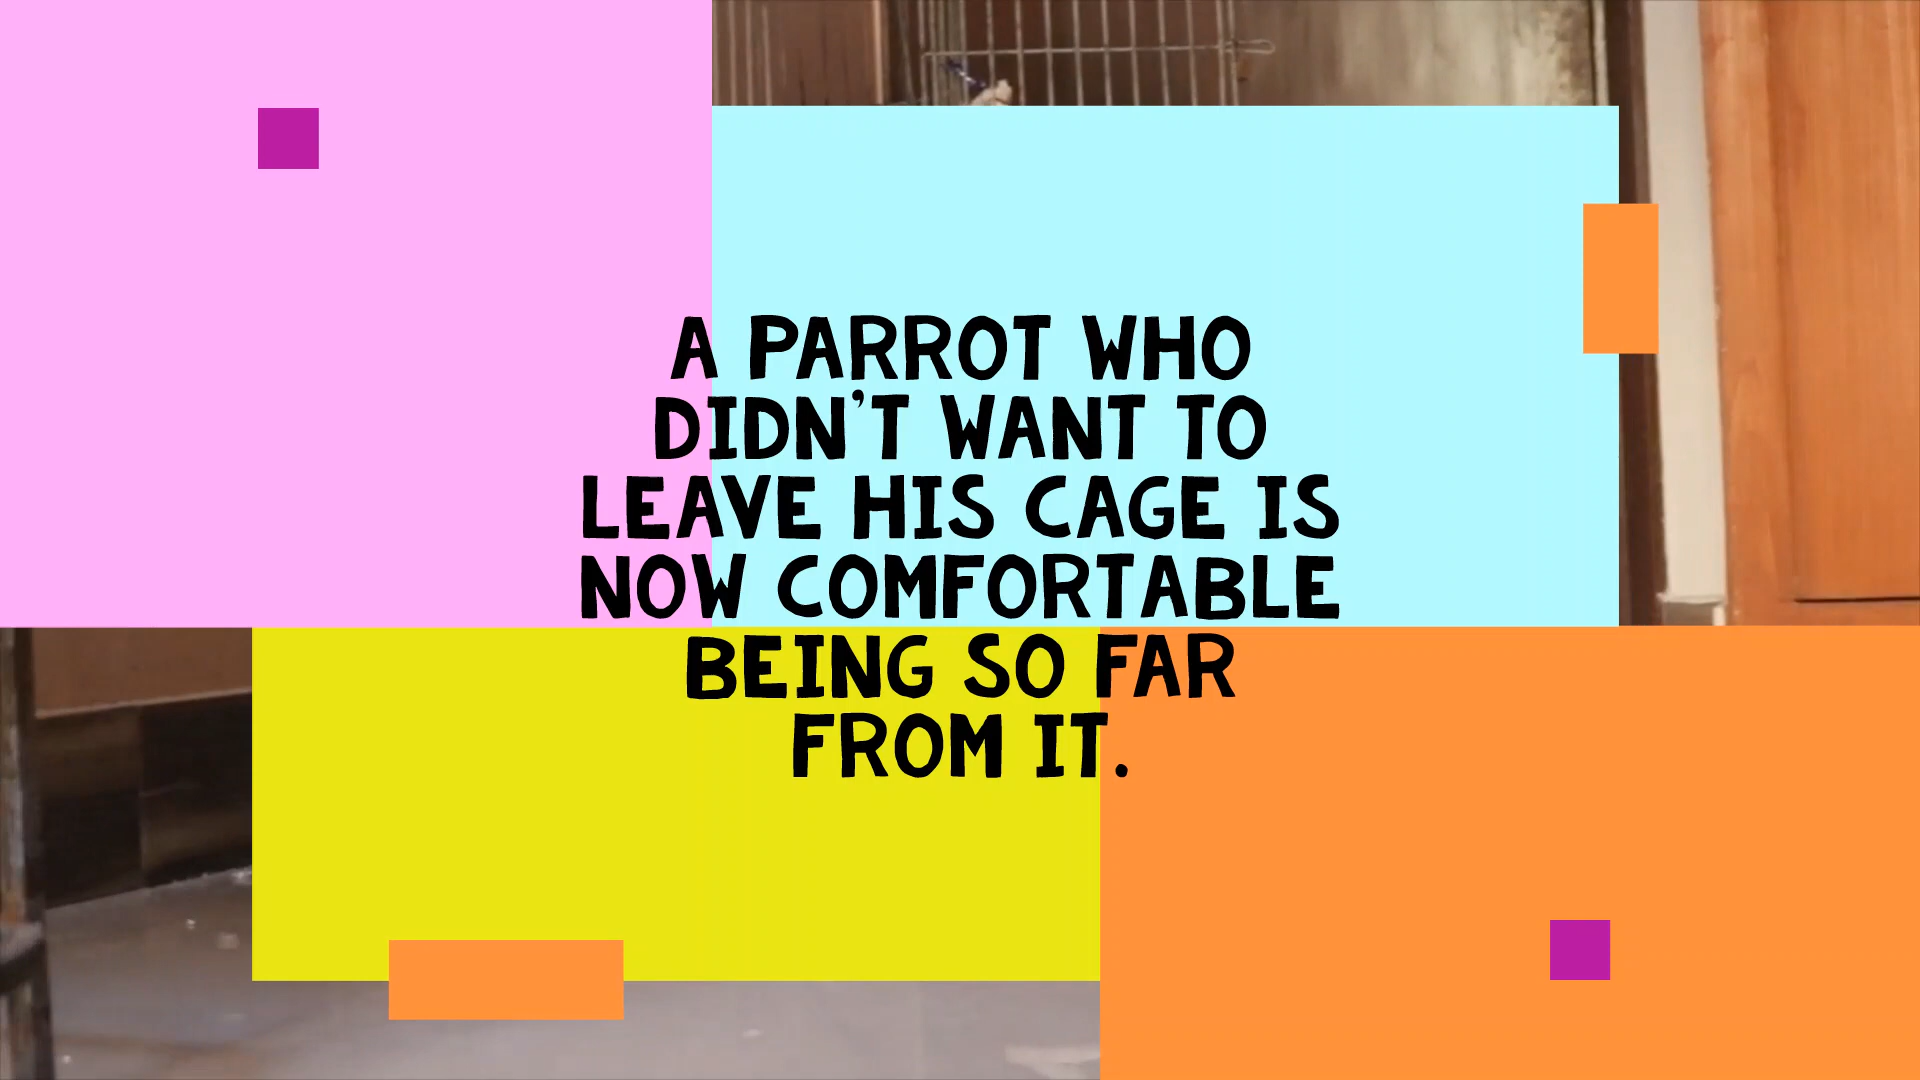 A PARROT WHO
DIDN'T WANT TO
LEAVE HIS CAGE IS
NOW COMFORTABLE
BEING SO FAR
FROM IT.